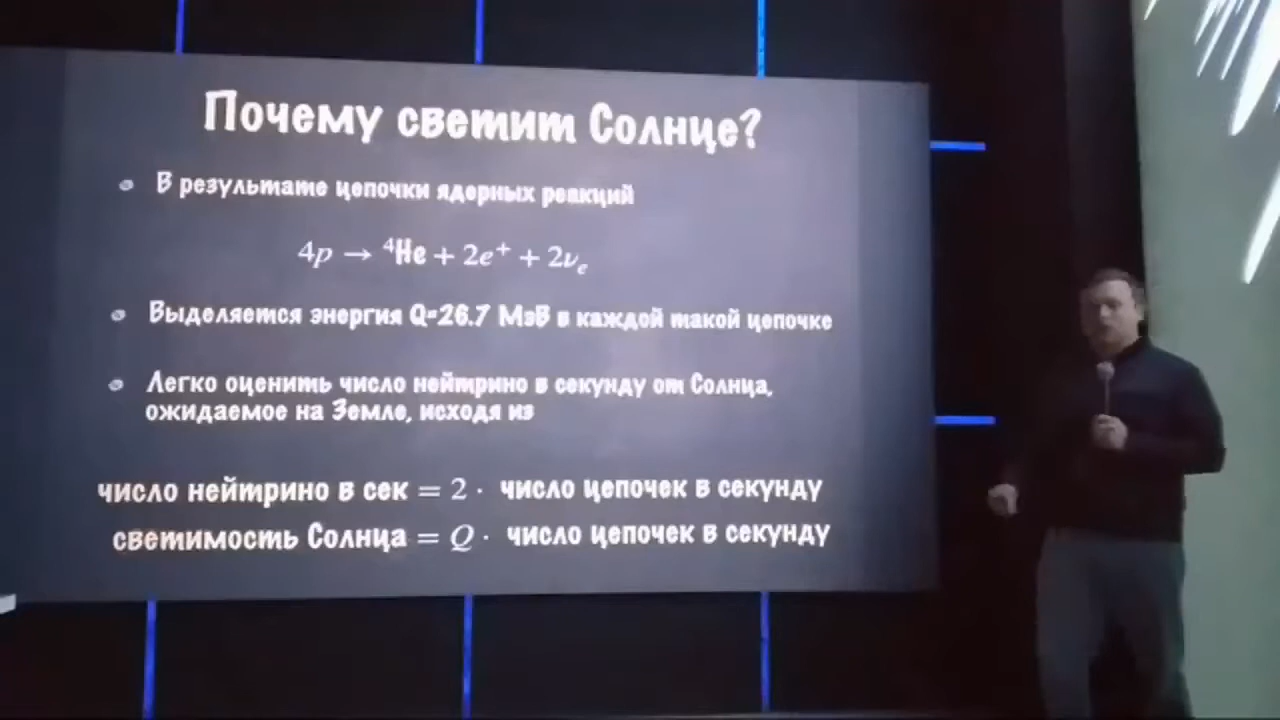 Почему светит Солнце?
В результате цепочки ядерных реакций
4p → ⁴He + 2e⁺ + 2νₑ
Выделяется энергия Q=26.7 МэВ в каждой такой цепочке
Легко оценить число нейтрино в секунду от Солнца,
ожидаемое на Земле, исходя из
число нейтрино в сек = 2 · число цепочек в секунду
светимость Солнца = Q · число цепочек в секунду